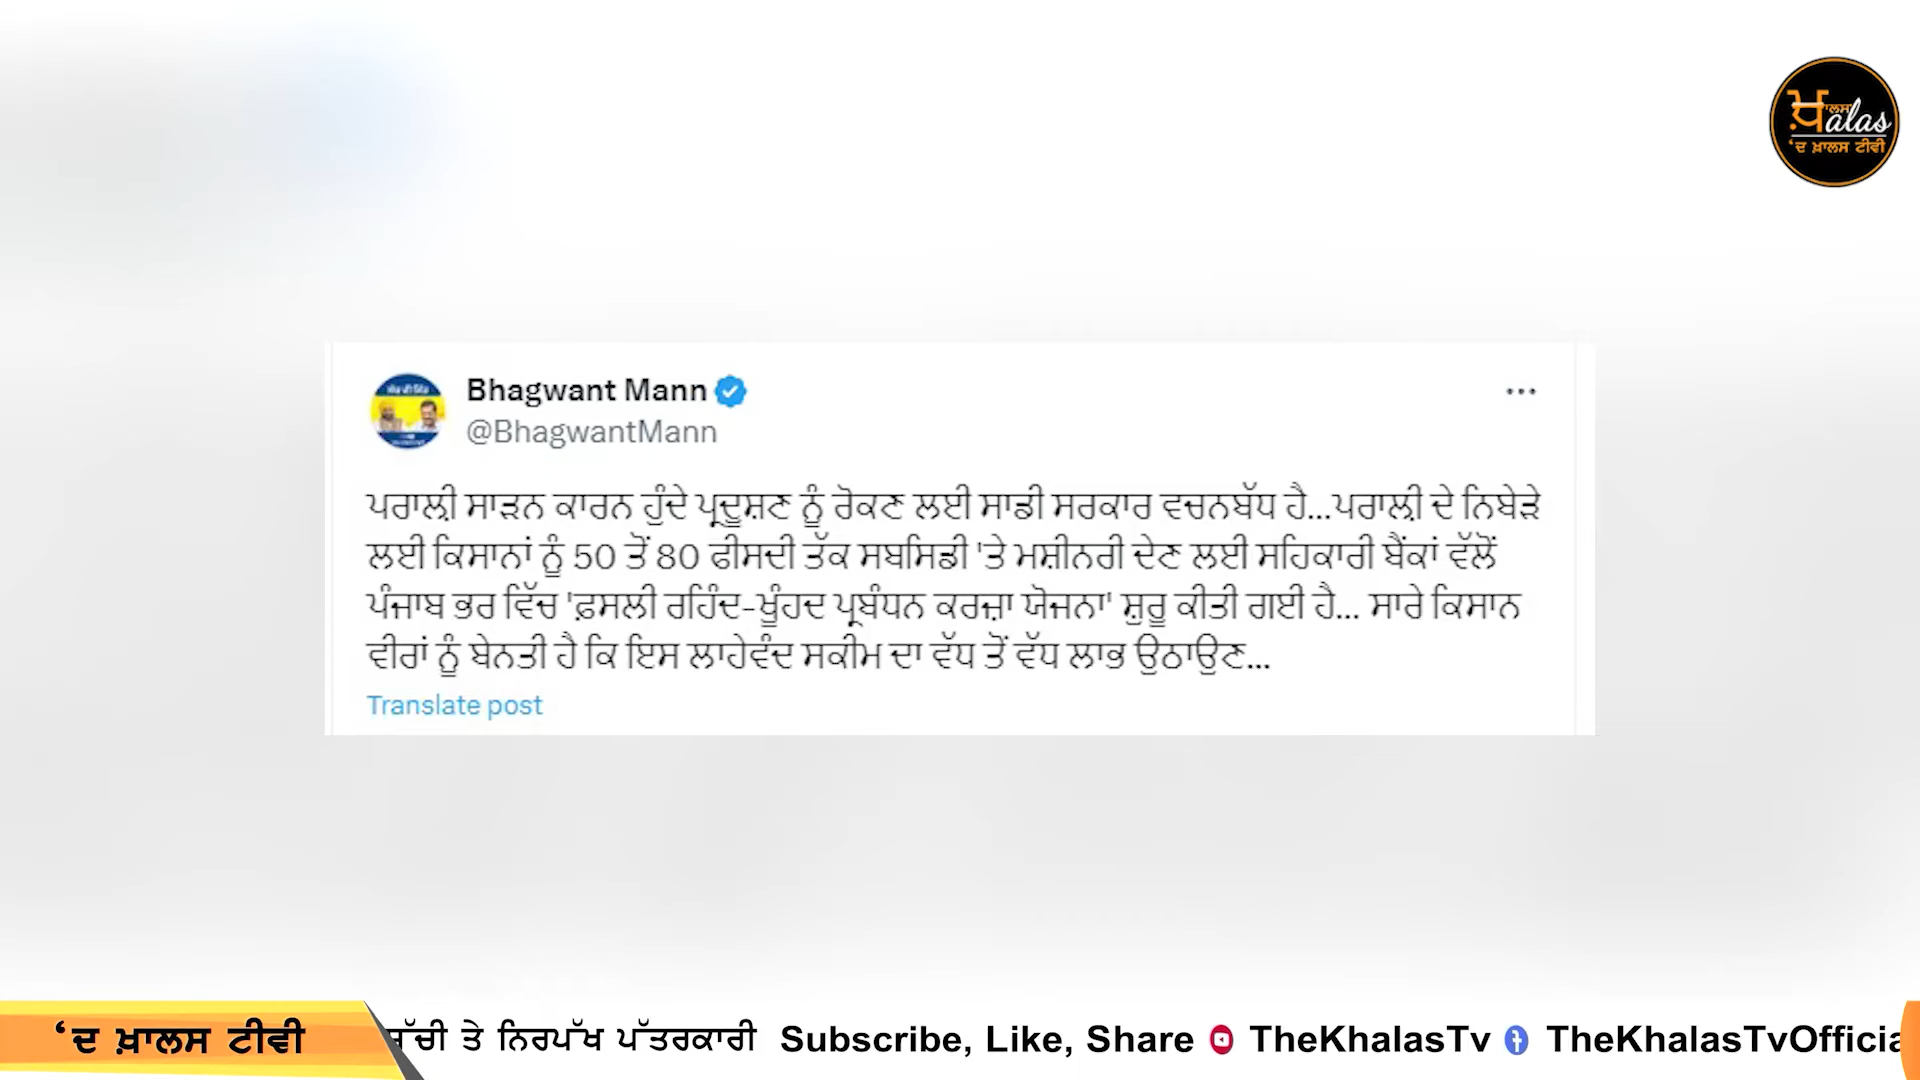 ਖ਼ਾਲਸ
alas
'ਦ ਖ਼ਾਲਸ ਟੀਵੀ
Bhagwant Mann
@BhagwantMann
ਪਰਾਲੀ ਸਾੜਨ ਕਾਰਨ ਹੁੰਦੇ ਪ੍ਰਦੂਸ਼ਣ ਨੂੰ ਰੋਕਣ ਲਈ ਸਾਡੀ ਸਰਕਾਰ ਵਚਨਬੱਧ ਹੈ...ਪਰਾਲੀ ਦੇ ਨਿਬੇੜੇ
ਲਈ ਕਿਸਾਨਾਂ ਨੂੰ 50 ਤੋਂ 80 ਫੀਸਦੀ ਤੱਕ ਸਬਸਿਡੀ 'ਤੇ ਮਸ਼ੀਨਰੀ ਦੇਣ ਲਈ ਸਹਿਕਾਰੀ ਬੈਂਕਾਂ ਵੱਲੋਂ
ਪੰਜਾਬ ਭਰ ਵਿੱਚ 'ਫ਼ਸਲੀ ਰਹਿੰਦ-ਖੂੰਹਦ ਪ੍ਰਬੰਧਨ ਕਰਜ਼ਾ ਯੋਜਨਾ' ਸ਼ੁਰੂ ਕੀਤੀ ਗਈ ਹੈ... ਸਾਰੇ ਕਿਸਾਨ
ਵੀਰਾਂ ਨੂੰ ਬੇਨਤੀ ਹੈ ਕਿ ਇਸ ਲਾਹੇਵੰਦ ਸਕੀਮ ਦਾ ਵੱਧ ਤੋਂ ਵੱਧ ਲਾਭ ਉਠਾਉਣ...
Translate post
'ਦ ਖ਼ਾਲਸ ਟੀਵੀ ਤੇ ਨਿਰਪੱਖ ਪੱਤਰਕਾਰੀ Subscribe, Like, Share TheKhalasTv TheKhalasTvOfficia